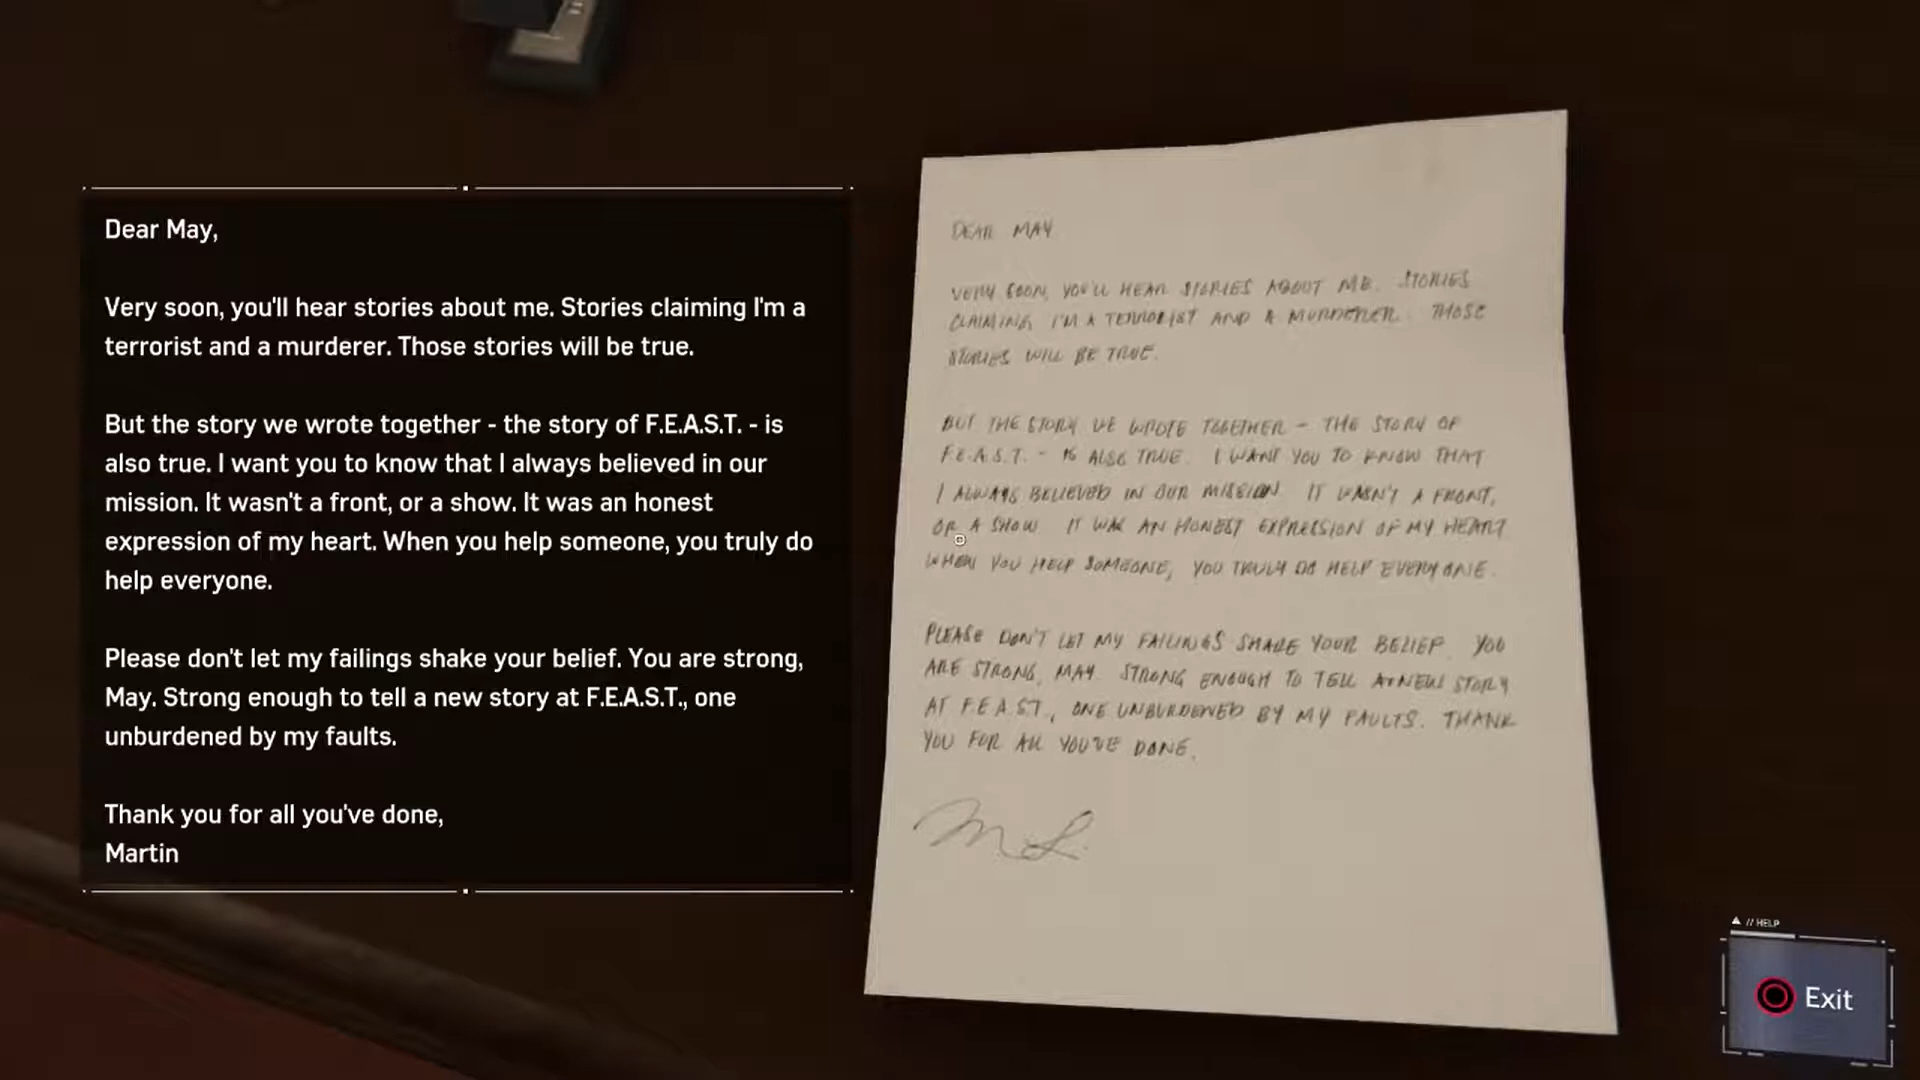 Dear May,
Very soon, you'll hear stories about me. Stories claiming I'm a
terrorist and a murderer. Those stories will be true.
But the story we wrote together - the story of F.E.A.S.T. - is
also true. I want you to know that I always believed in our
mission. It wasn't a front, or a show. It was an honest
expression of my heart. When you help someone, you truly do
help everyone.
Please don't let my failings shake your belief. You are strong,
May. Strong enough to tell a new story at F.E.A.S.T., one
unburdened by my faults.
Thank you for all you've done,
Martin
DEAR MAY
VERY SOON, YOU'LL HEAR STORIES ABOUT ME. STORIES
CLAIMING I'M A TERRORIST AND A MURDERER. THOSE
STORIES WILL BE TRUE.
BUT THE STORY WE WROTE TOGETHER - THE STORY OF
F.E.A.S.T. - IS ALSO TRUE. I WANT YOU TO KNOW THAT
I ALWAYS BELIEVED IN OUR MISSION. IT WASN'T A FRONT,
OR A SHOW. IT WAS AN HONEST EXPRESSION OF MY HEART
WHEN YOU HELP SOMEONE, YOU TRULY DO HELP EVERYONE.
PLEASE DON'T LET MY FAILINGS SHAKE YOUR BELIEF. YOU
ARE STRONG, MAY. STRONG ENOUGH TO TELL A NEW STORY
AT F.E.A.S.T., ONE UNBURDENED BY MY FAULTS. THANK
YOU FOR ALL YOU'VE DONE.
M L.
// HELP
Exit